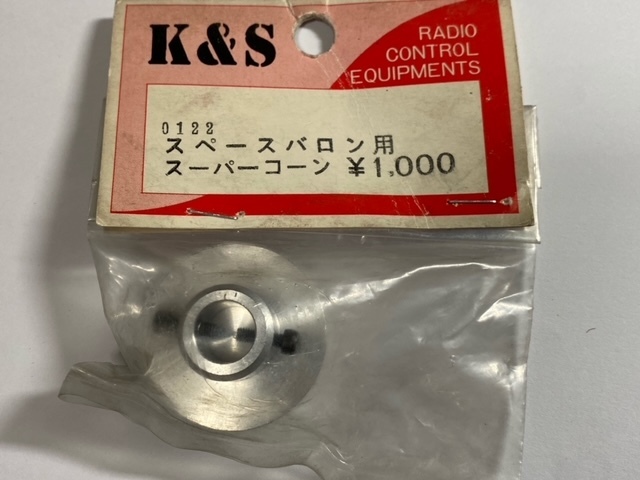 K&S
RADIO
CONTROL
EQUIPMENTS
0122
スペースバロン用
スーパーコーン ¥1,000